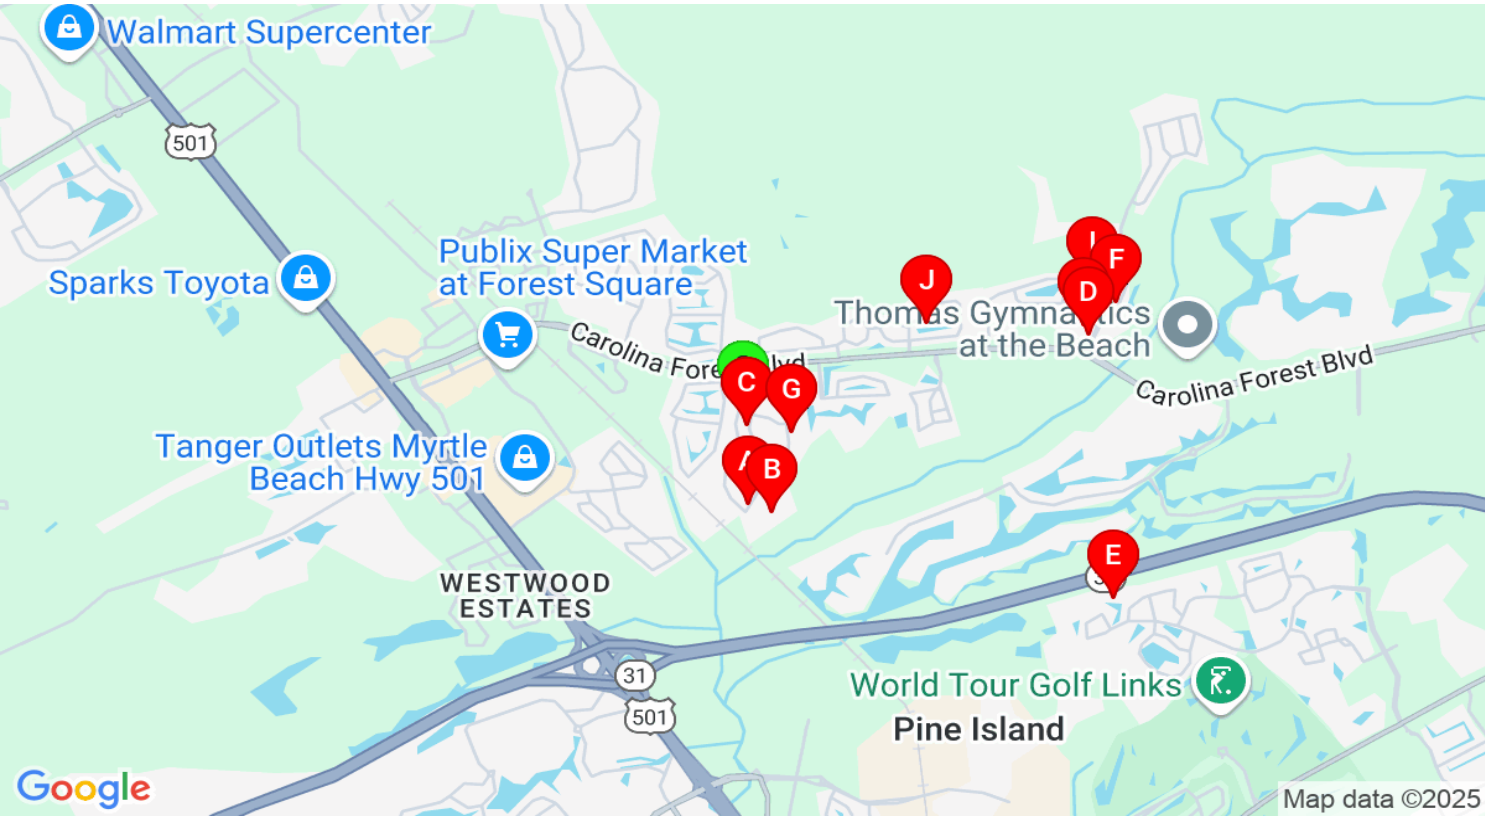 Walmart Supercenter
501
Publix Super Market
at Forest Square
Sparks Toyota
I
F
J
D
Thomas Gymnastics
at the Beach
Carolina Forest Blvd
Carolina Forest Blvd
C
G
Tanger Outlets Myrtle
Beach Hwy 501
A
B
E
WESTWOOD
ESTATES
31
501
World Tour Golf Links
Pine Island
Google
Map data ©2025